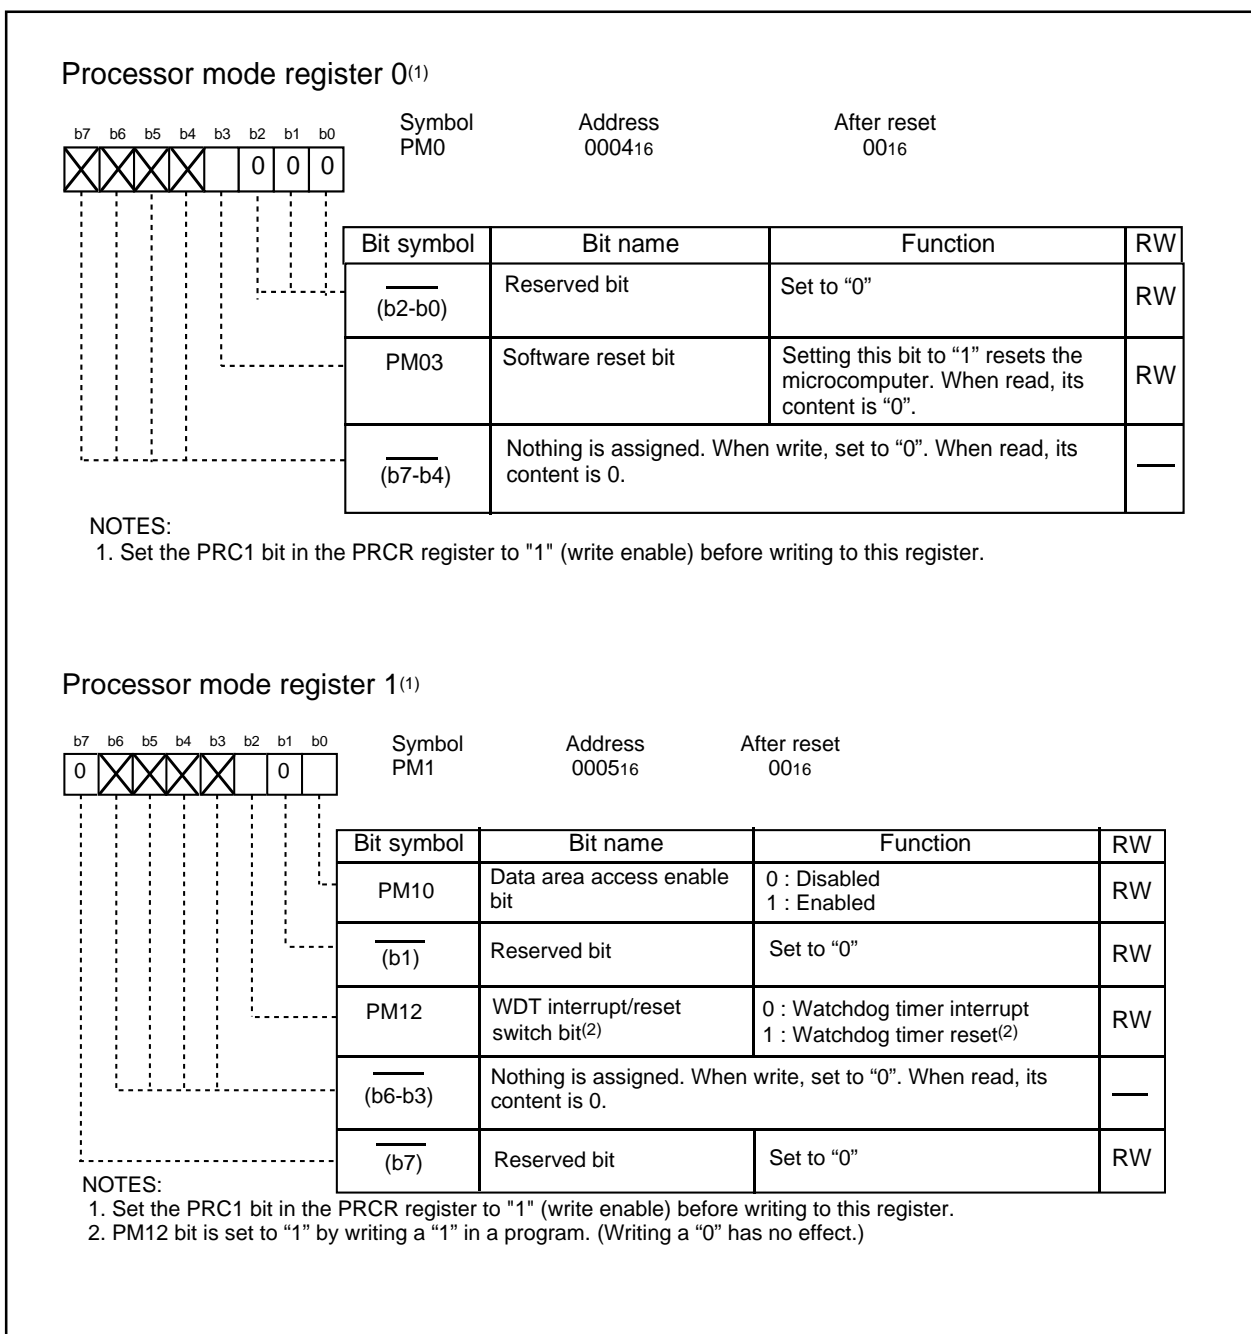 Processor mode register 0(1)
b7 b6 b5 b4 b3 b2 b1 b0
Symbol Address After reset
PM0 000416 0016
0 0 0
Bit symbol Bit name Function RW
(b2-b0) Reserved bit Set to “0” RW
PM03 Software reset bit Setting this bit to “1” resets the
microcomputer. When read, its
content is “0”.
RW
(b7-b4) Nothing is assigned. When write, set to “0”. When read, its
content is 0.
NOTES:
1. Set the PRC1 bit in the PRCR register to "1" (write enable) before writing to this register.
Processor mode register 1(1)
b7 b6 b5 b4 b3 b2 b1 b0
Symbol Address After reset
PM1 000516 0016
0 0
Bit symbol Bit name Function RW
PM10 Data area access enable
bit
0 : Disabled
1 : Enabled
RW
(b1) Reserved bit Set to “0” RW
PM12 WDT interrupt/reset
switch bit(2)
0 : Watchdog timer interrupt
1 : Watchdog timer reset(2)
RW
(b6-b3) Nothing is assigned. When write, set to “0”. When read, its
content is 0.
(b7) Reserved bit Set to “0” RW
NOTES:
1. Set the PRC1 bit in the PRCR register to "1" (write enable) before writing to this register.
2. PM12 bit is set to “1” by writing a “1” in a program. (Writing a “0” has no effect.)